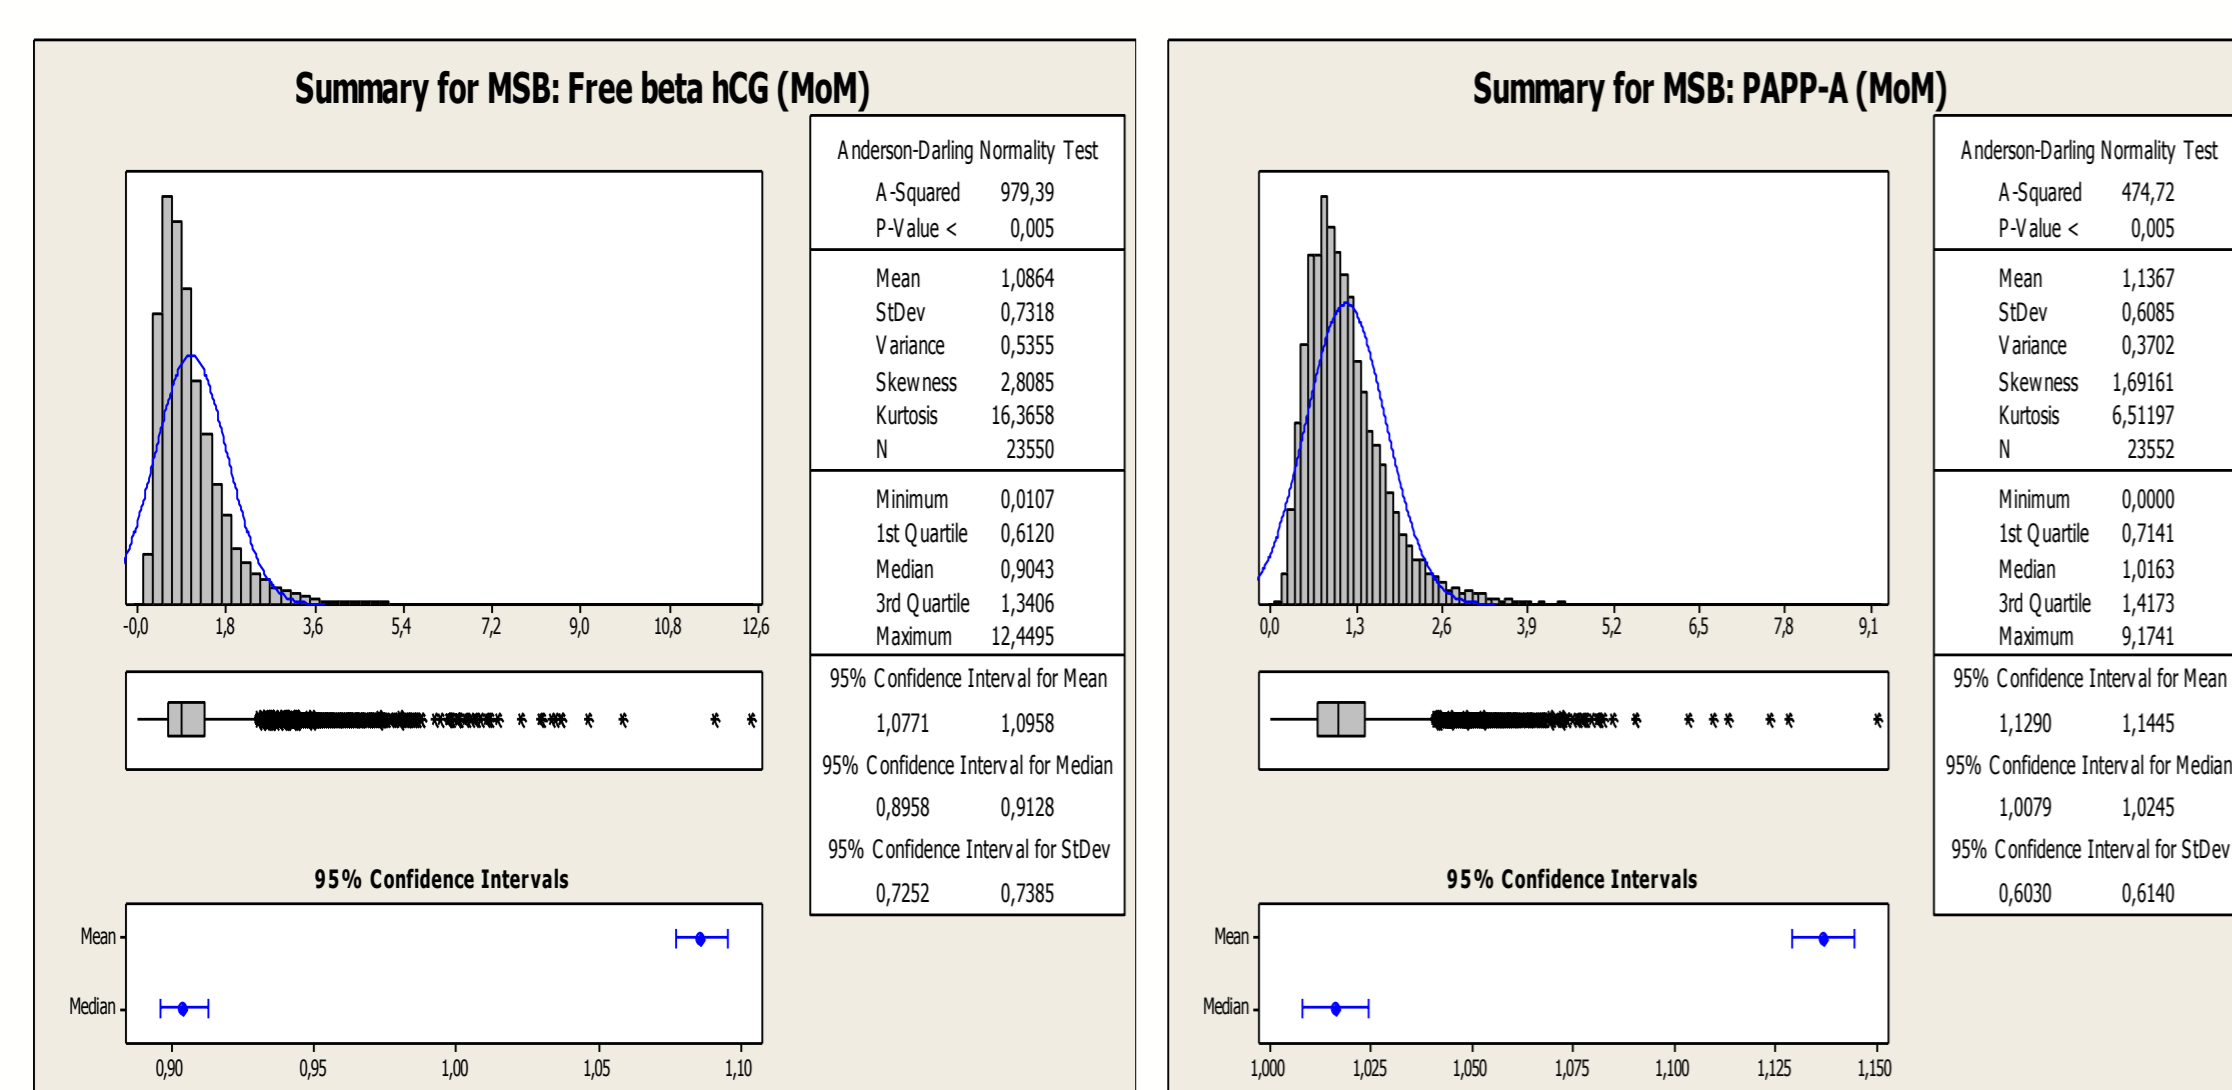 Summary for MSB: Free beta hCG (MoM)
Anderson-Darling Normality Test
A-Squared 979,39
P-Value < 0,005
Mean 1,0864
StDev 0,7318
Variance 0,5355
Skewness 2,8085
Kurtosis 16,3658
N 23550
Minimum 0,0107
1st Quartile 0,6120
Median 0,9043
3rd Quartile 1,3406
Maximum 12,4495
95% Confidence Interval for Mean
1,0771 1,0958
95% Confidence Interval for Median
0,8958 0,9128
95% Confidence Interval for StDev
0,7252 0,7385
-0,0 1,8 3,6 5,4 7,2 9,0 10,8 12,6
95% Confidence Intervals
Mean
Median
0,90 0,95 1,00 1,05 1,10
Summary for MSB: PAPP-A (MoM)
Anderson-Darling Normality Test
A-Squared 474,72
P-Value < 0,005
Mean 1,1367
StDev 0,6085
Variance 0,3702
Skewness 1,69161
Kurtosis 6,51197
N 23552
Minimum 0,0000
1st Quartile 0,7141
Median 1,0163
3rd Quartile 1,4173
Maximum 9,1741
95% Confidence Interval for Mean
1,1290 1,1445
95% Confidence Interval for Median
1,0079 1,0245
95% Confidence Interval for StDev
0,6030 0,6140
0,0 1,3 2,6 3,9 5,2 6,5 7,8 9,1
95% Confidence Intervals
Mean
Median
1,000 1,025 1,050 1,075 1,100 1,125 1,150